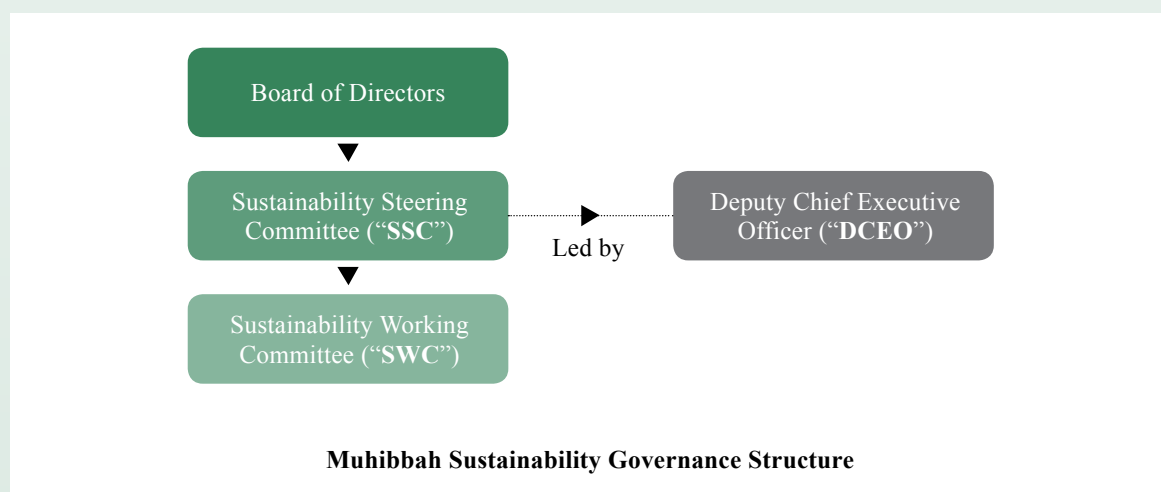 Board of Directors
Sustainability Steering
Committee (“SSC”)
Led by
Deputy Chief Executive
Officer (“DCEO”)
Sustainability Working
Committee (“SWC”)
Muhibbah Sustainability Governance Structure